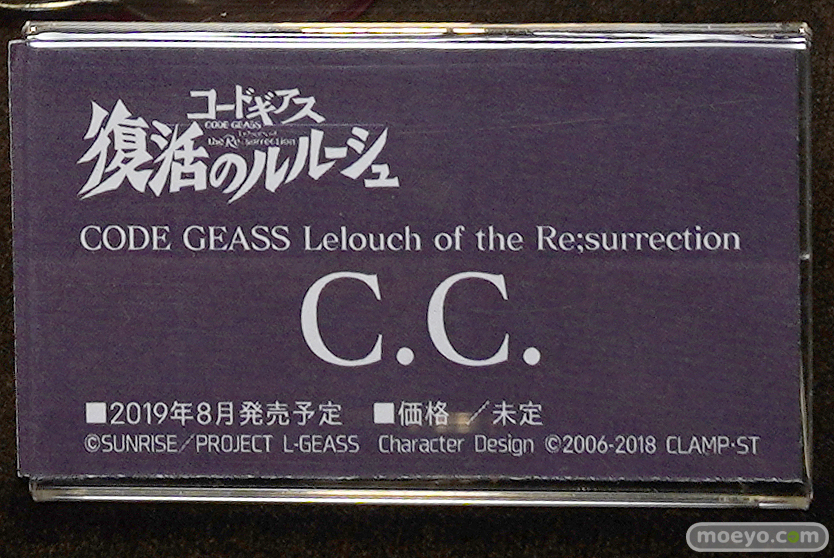 コードギアス
CODE GEASS
Lelouch of
the Re;surrection
復活のルルーシュ
CODE GEASS Lelouch of the Re;surrection
C.C.
■2019年8月発売予定 ■価格 ／未定
©SUNRISE／PROJECT L-GEASS Character Design ©2006-2018 CLAMP・ST
moeyo.com